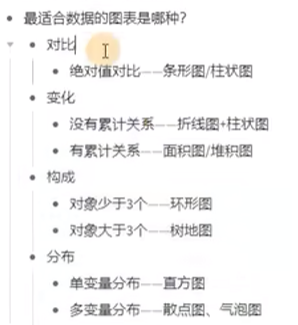 最适合数据的图表是哪种?
对比
绝对值对比——条形图/柱状图
变化
没有累计关系——折线图+柱状图
有累计关系——面积图/堆积图
构成
对象少于3个——环形图
对象大于3个——树地图
分布
单变量分布——直方图
多变量分布——散点图、气泡图